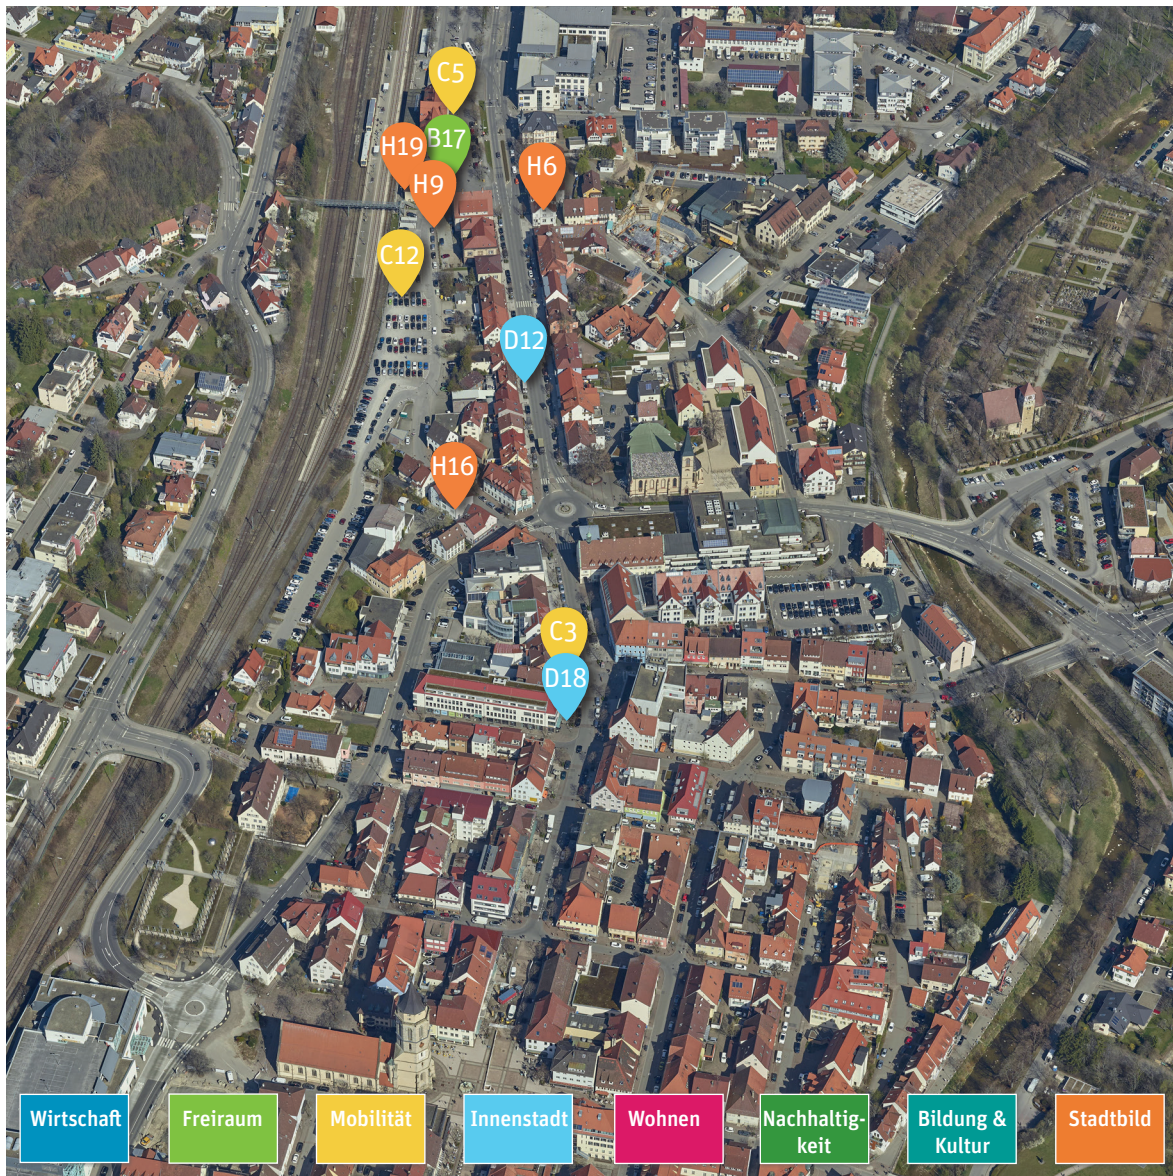 C5
B17
H19
H9
H6
C12
D12
H16
C3
D18
Wirtschaft
Freiraum
Mobilität
Innenstadt
Wohnen
Nachhaltig-
keit
Bildung &
Kultur
Stadtbild